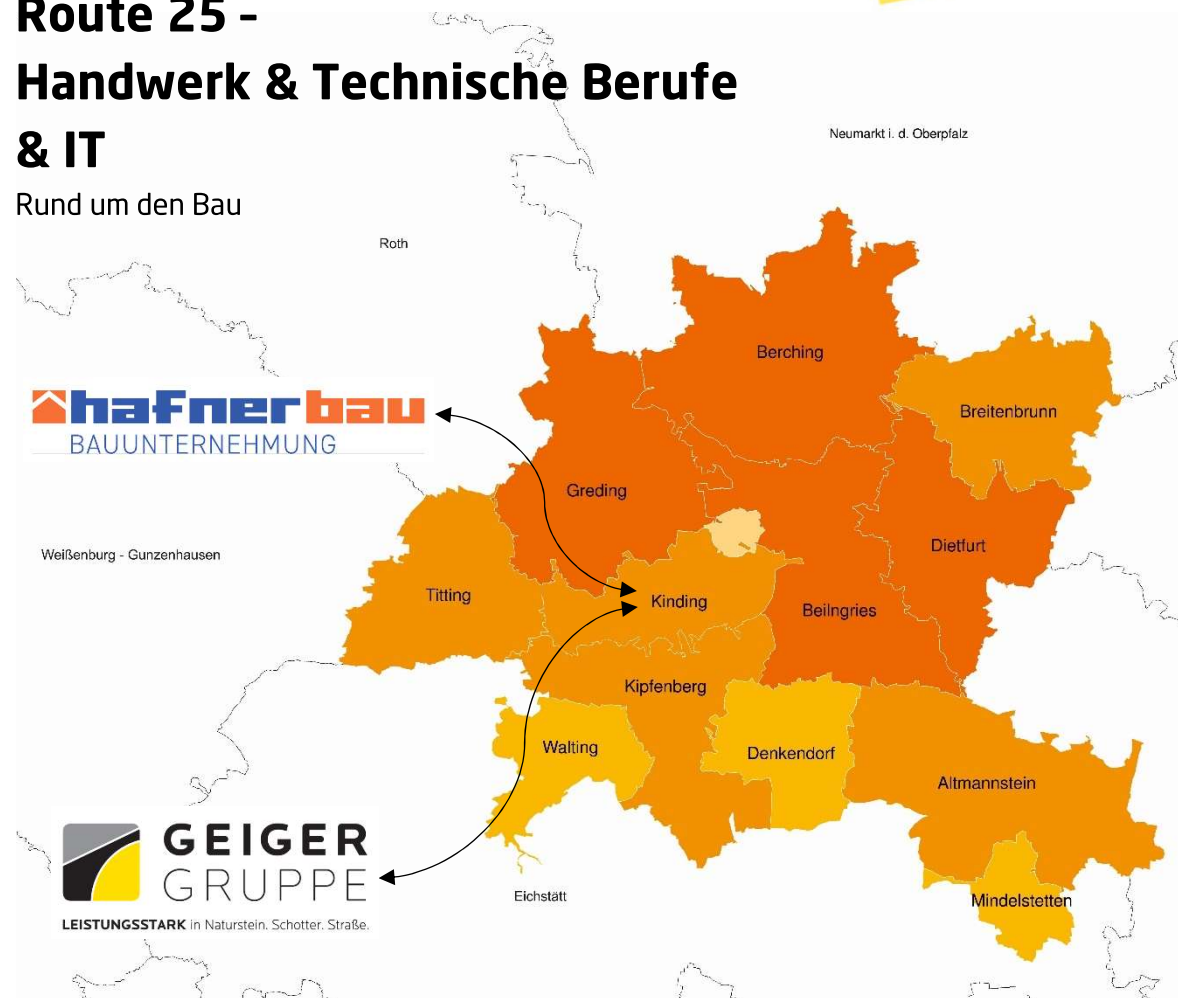 Route 25 –
Handwerk & Technische Berufe
& IT
Rund um den Bau
Neumarkt i. d. Oberpfalz
Roth
Berching
hafnerbau
BAUUNTERNEHMUNG
Breitenbrunn
Greding
Weißenburg - Gunzenhausen
Dietfurt
Titting
Kinding
Beilngries
Kipfenberg
Walting
Denkendorf
Altmannstein
GEIGER
GRUPPE
LEISTUNGSSTARK in Naturstein. Schotter. Straße.
Eichstätt
Mindelstetten